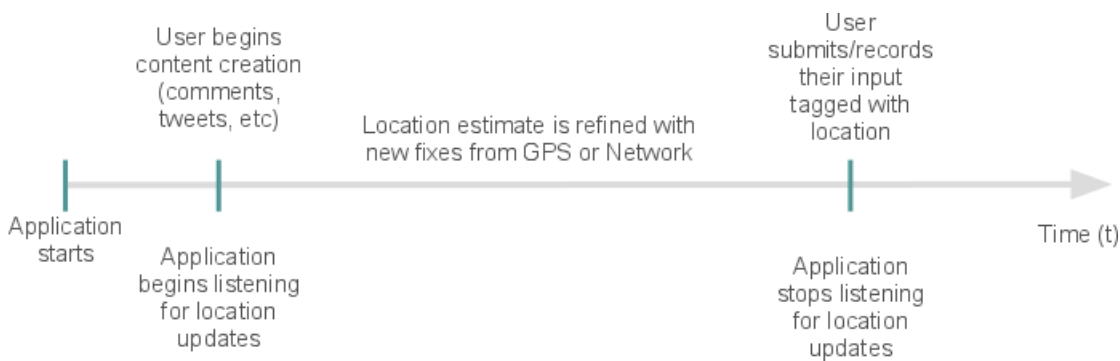 User begins
content creation
(comments,
tweets, etc)
User
submits/records
their input
tagged with
location
Location estimate is refined with
new fixes from GPS or Network
Application
starts
Time (t)
Application
begins listening
for location
updates
Application
stops listening
for location
updates